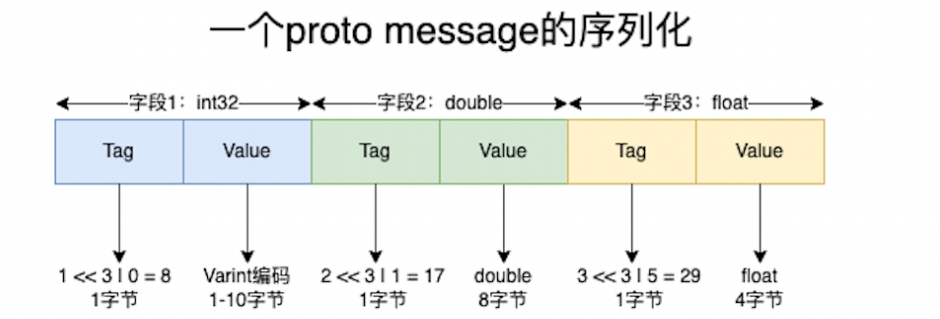 一个proto message的序列化
字段1：int32
字段2：double
字段3：float
Tag
Value
Tag
Value
Tag
Value
1 << 3 | 0 = 8
1字节
Varint编码
1-10字节
2 << 3 | 1 = 17
1字节
double
8字节
3 << 3 | 5 = 29
1字节
float
4字节